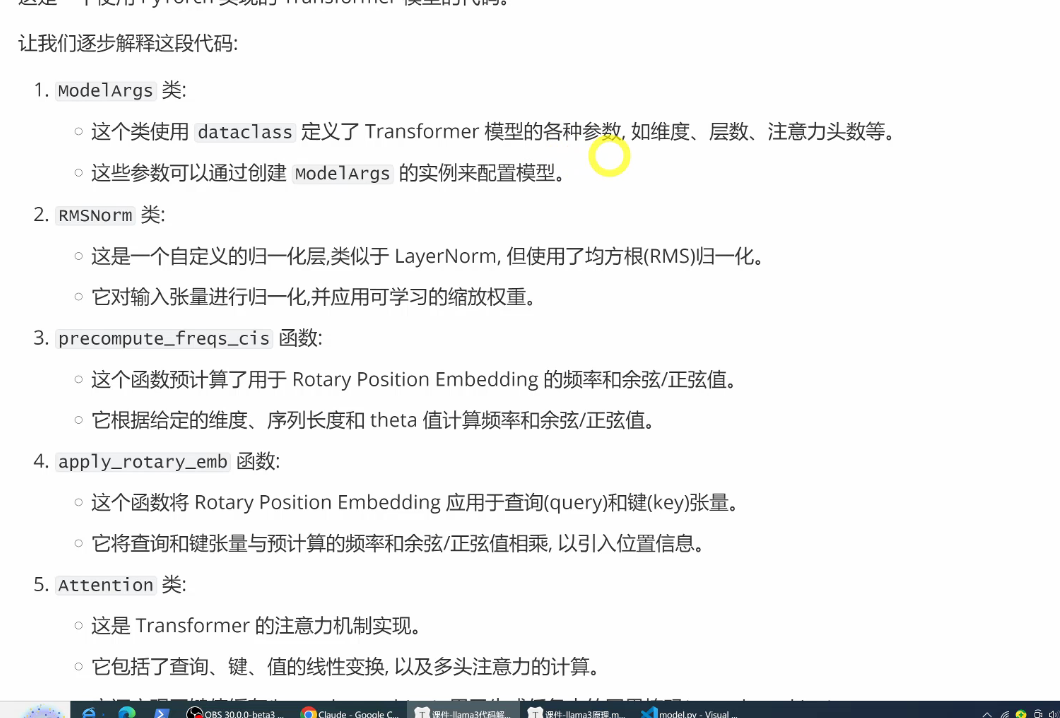 让我们逐步解释这段代码:
1. ModelArgs 类:
这个类使用 dataclass 定义了 Transformer 模型的各种参数, 如维度、层数、注意力头数等。
这些参数可以通过创建 ModelArgs 的实例来配置模型。
2. RMSNorm 类:
这是一个自定义的归一化层,类似于 LayerNorm, 但使用了均方根(RMS)归一化。
它对输入张量进行归一化,并应用可学习的缩放权重。
3. precompute_freqs_cis 函数:
这个函数预计算了用于 Rotary Position Embedding 的频率和余弦/正弦值。
它根据给定的维度、序列长度和 theta 值计算频率和余弦/正弦值。
4. apply_rotary_emb 函数:
这个函数将 Rotary Position Embedding 应用于查询(query)和键(key)张量。
它将查询和键张量与预计算的频率和余弦/正弦值相乘, 以引入位置信息。
5. Attention 类:
这是 Transformer 的注意力机制实现。
它包括了查询、键、值的线性变换, 以及多头注意力的计算。
OBS 30.0.0-beta3 ... Claude - Google C... 课件-llama3代码解... 课件-llama3原理.m... model.py - Visual ...